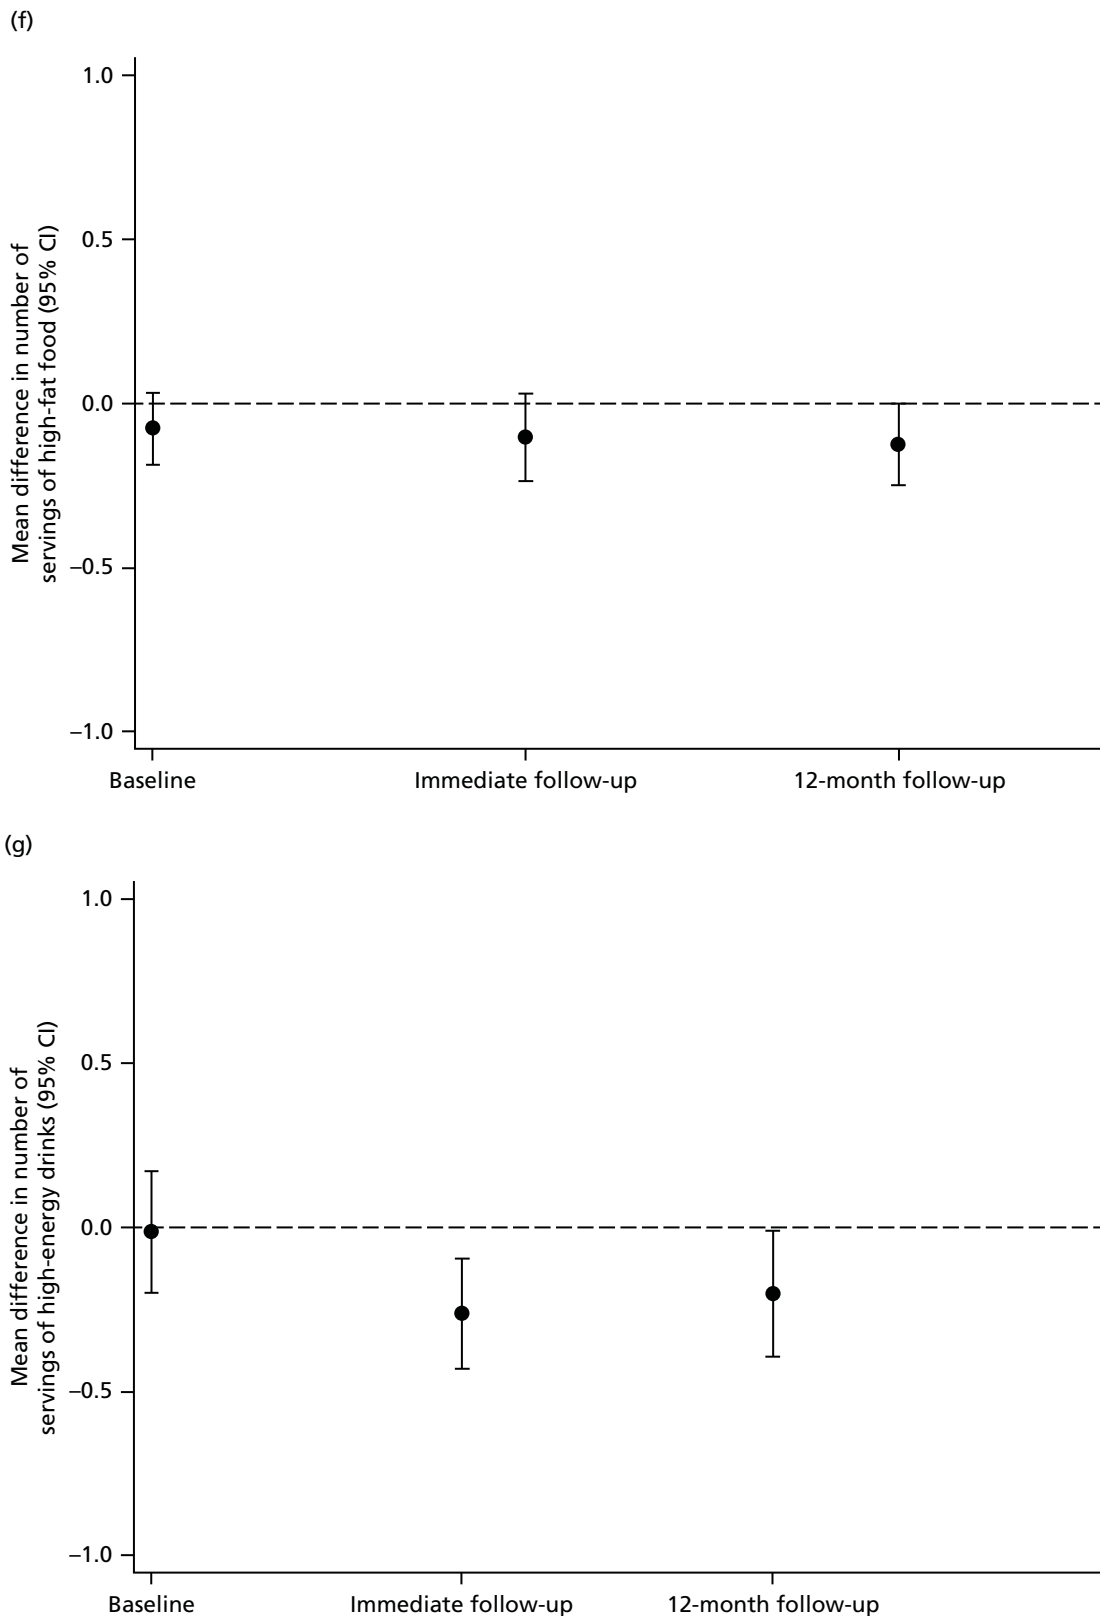 (f)
1.0
0.5
0.0
–0.5
–1.0
Mean difference in number of
servings of high-fat food (95% CI)
Baseline
Immediate follow-up
12-month follow-up
(g)
1.0
0.5
0.0
–0.5
–1.0
Mean difference in number of
servings of high-energy drinks (95% CI)
Baseline
Immediate follow-up
12-month follow-up